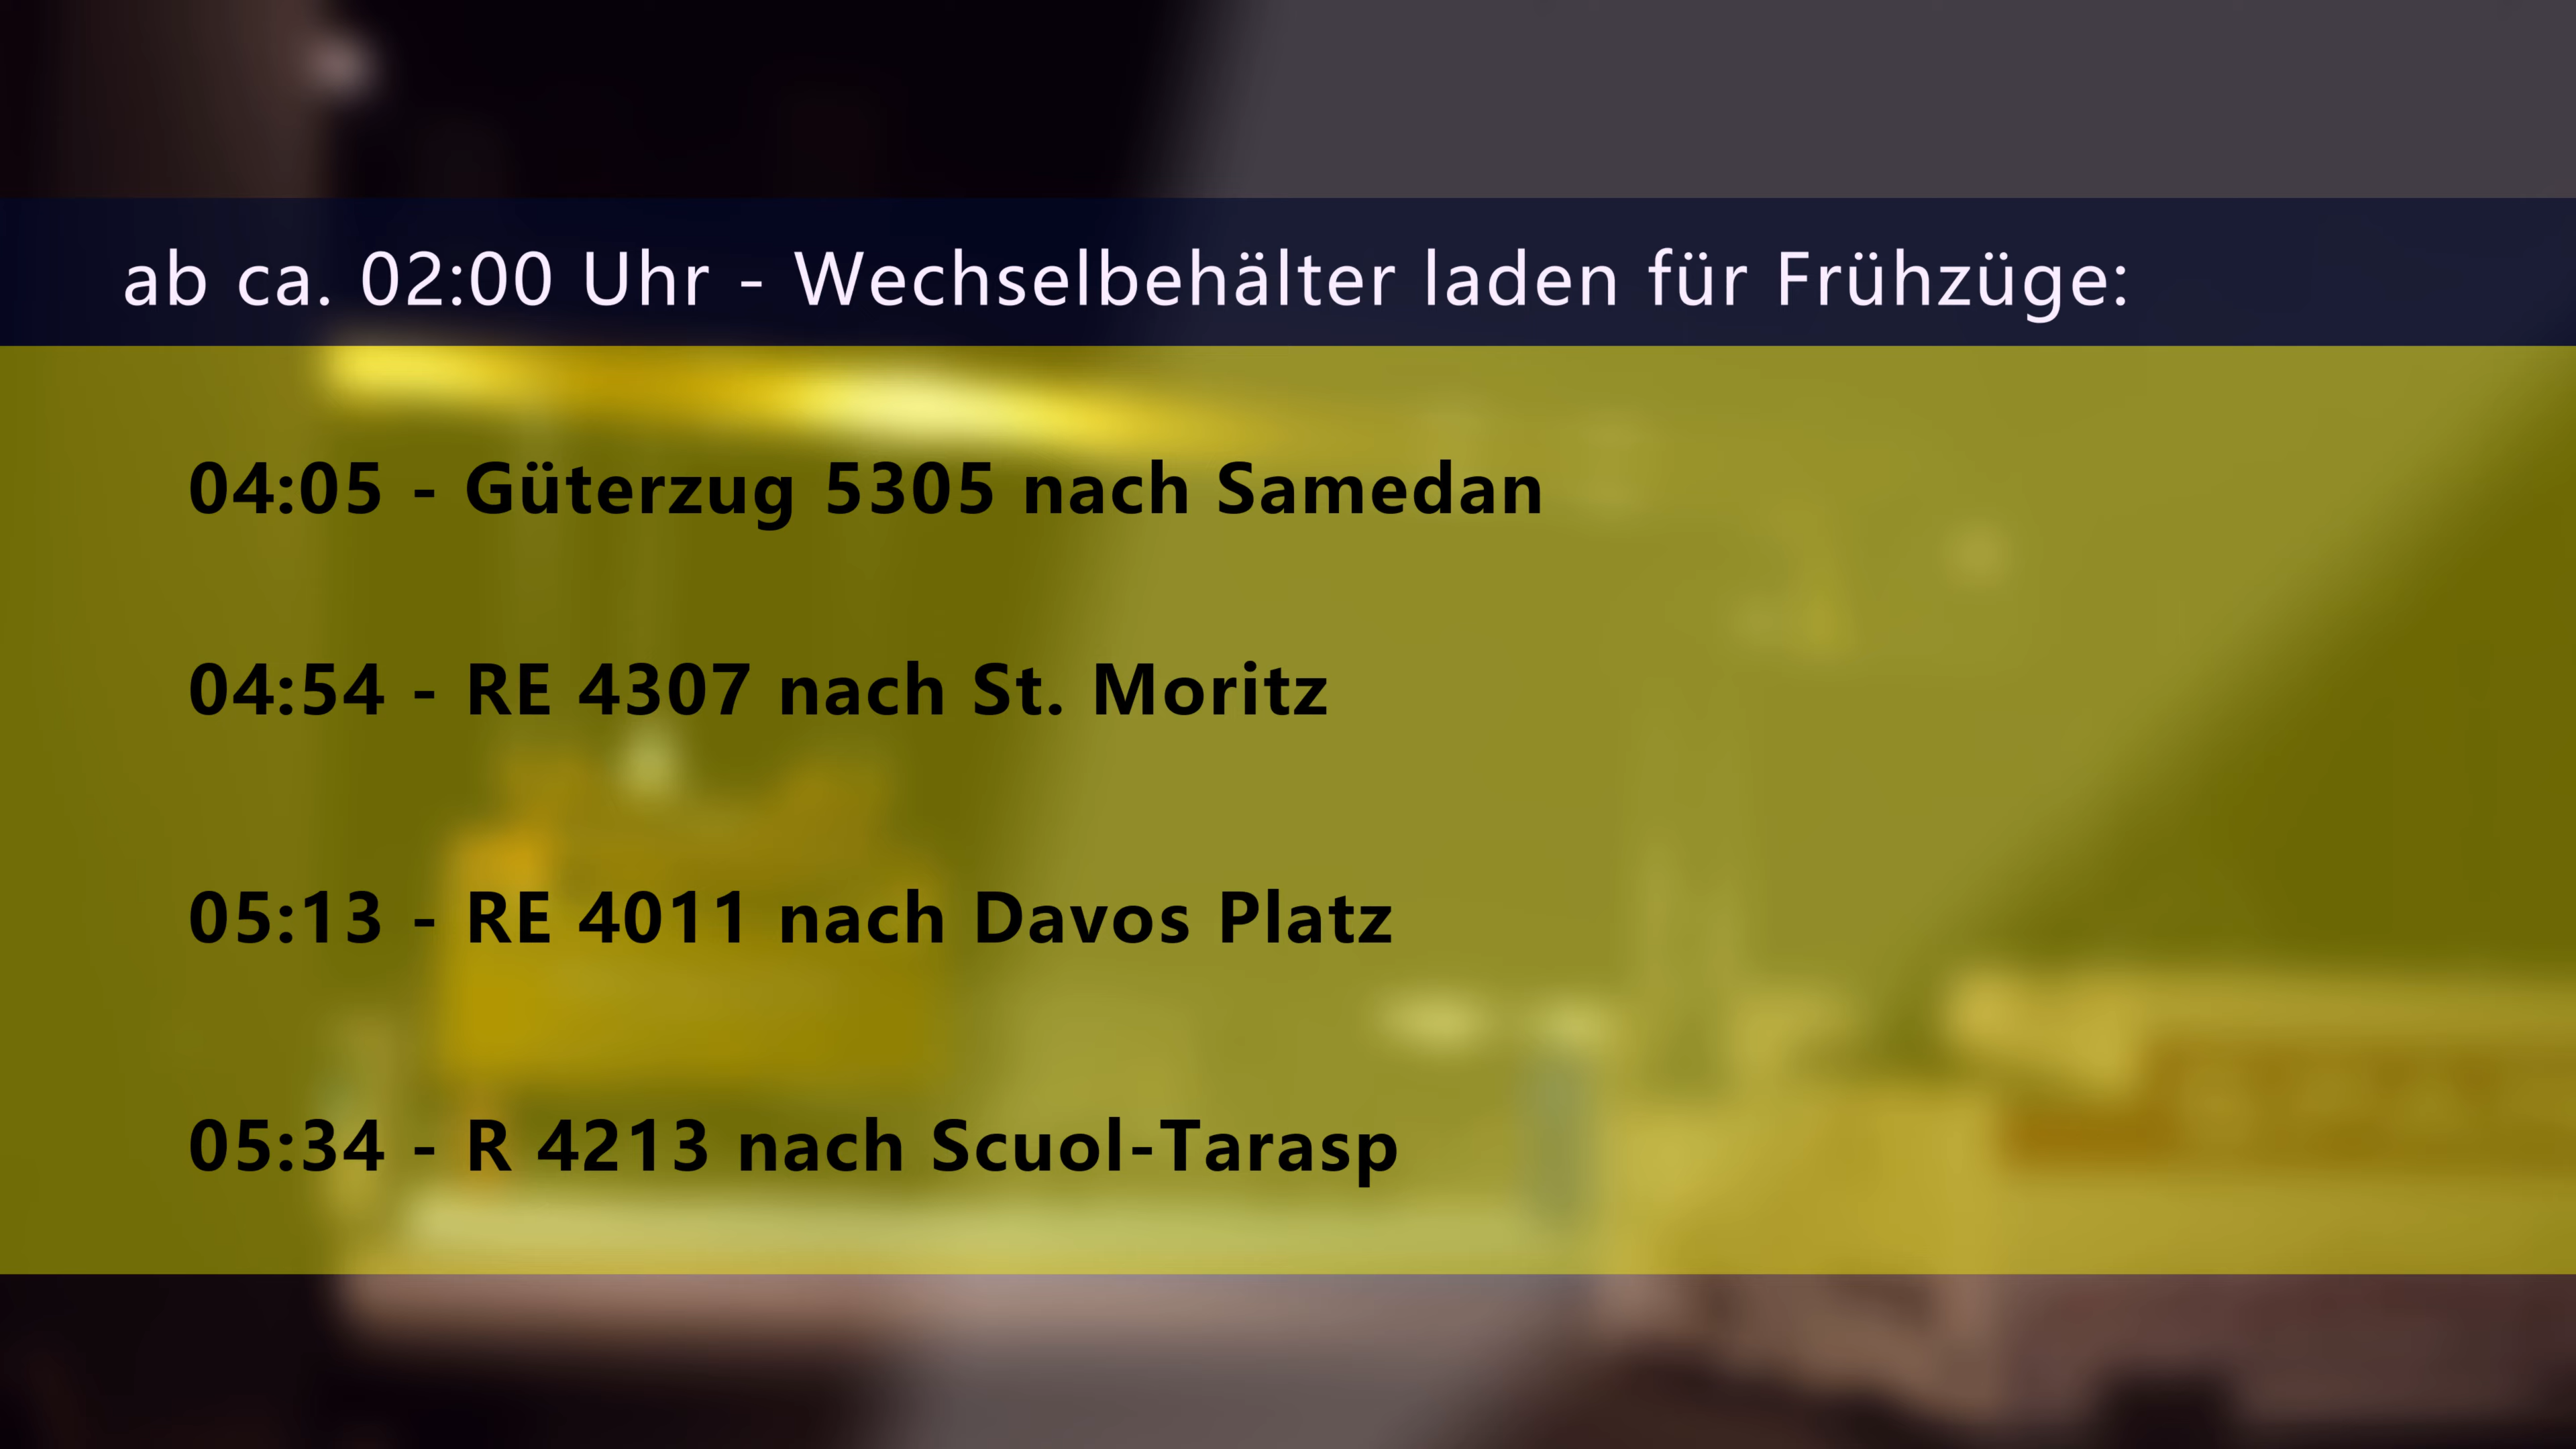 ab ca. 02:00 Uhr - Wechselbehälter laden für Frühzüge:
04:05 - Güterzug 5305 nach Samedan
04:54 - RE 4307 nach St. Moritz
05:13 - RE 4011 nach Davos Platz
05:34 - R 4213 nach Scuol-Tarasp